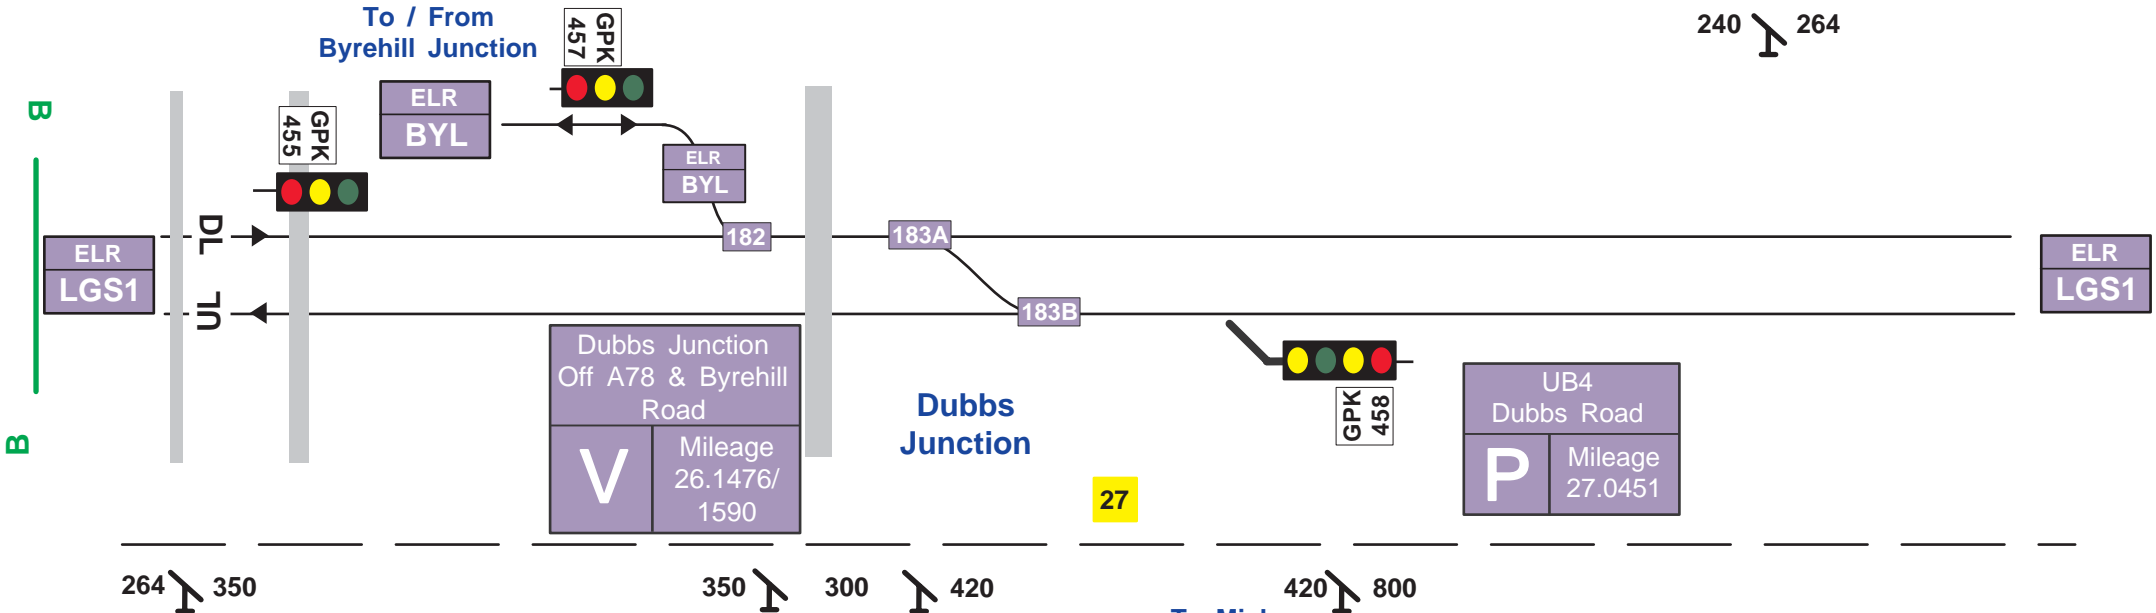 To / From
Byrehill Junction
GPK
457
240
264
B
ELR
BYL
GPK
455
ELR
BYL
DL
182
183A
ELR
LGS1
ELR
LGS1
UL
183B
Dubbs Junction
Off A78 & Byrehill
Road
V
Mileage
26.1476/
1590
Dubbs
Junction
GPK
458
UB4
Dubbs Road
P
Mileage
27.0451
B
27
264
350
350
300
420
420
800